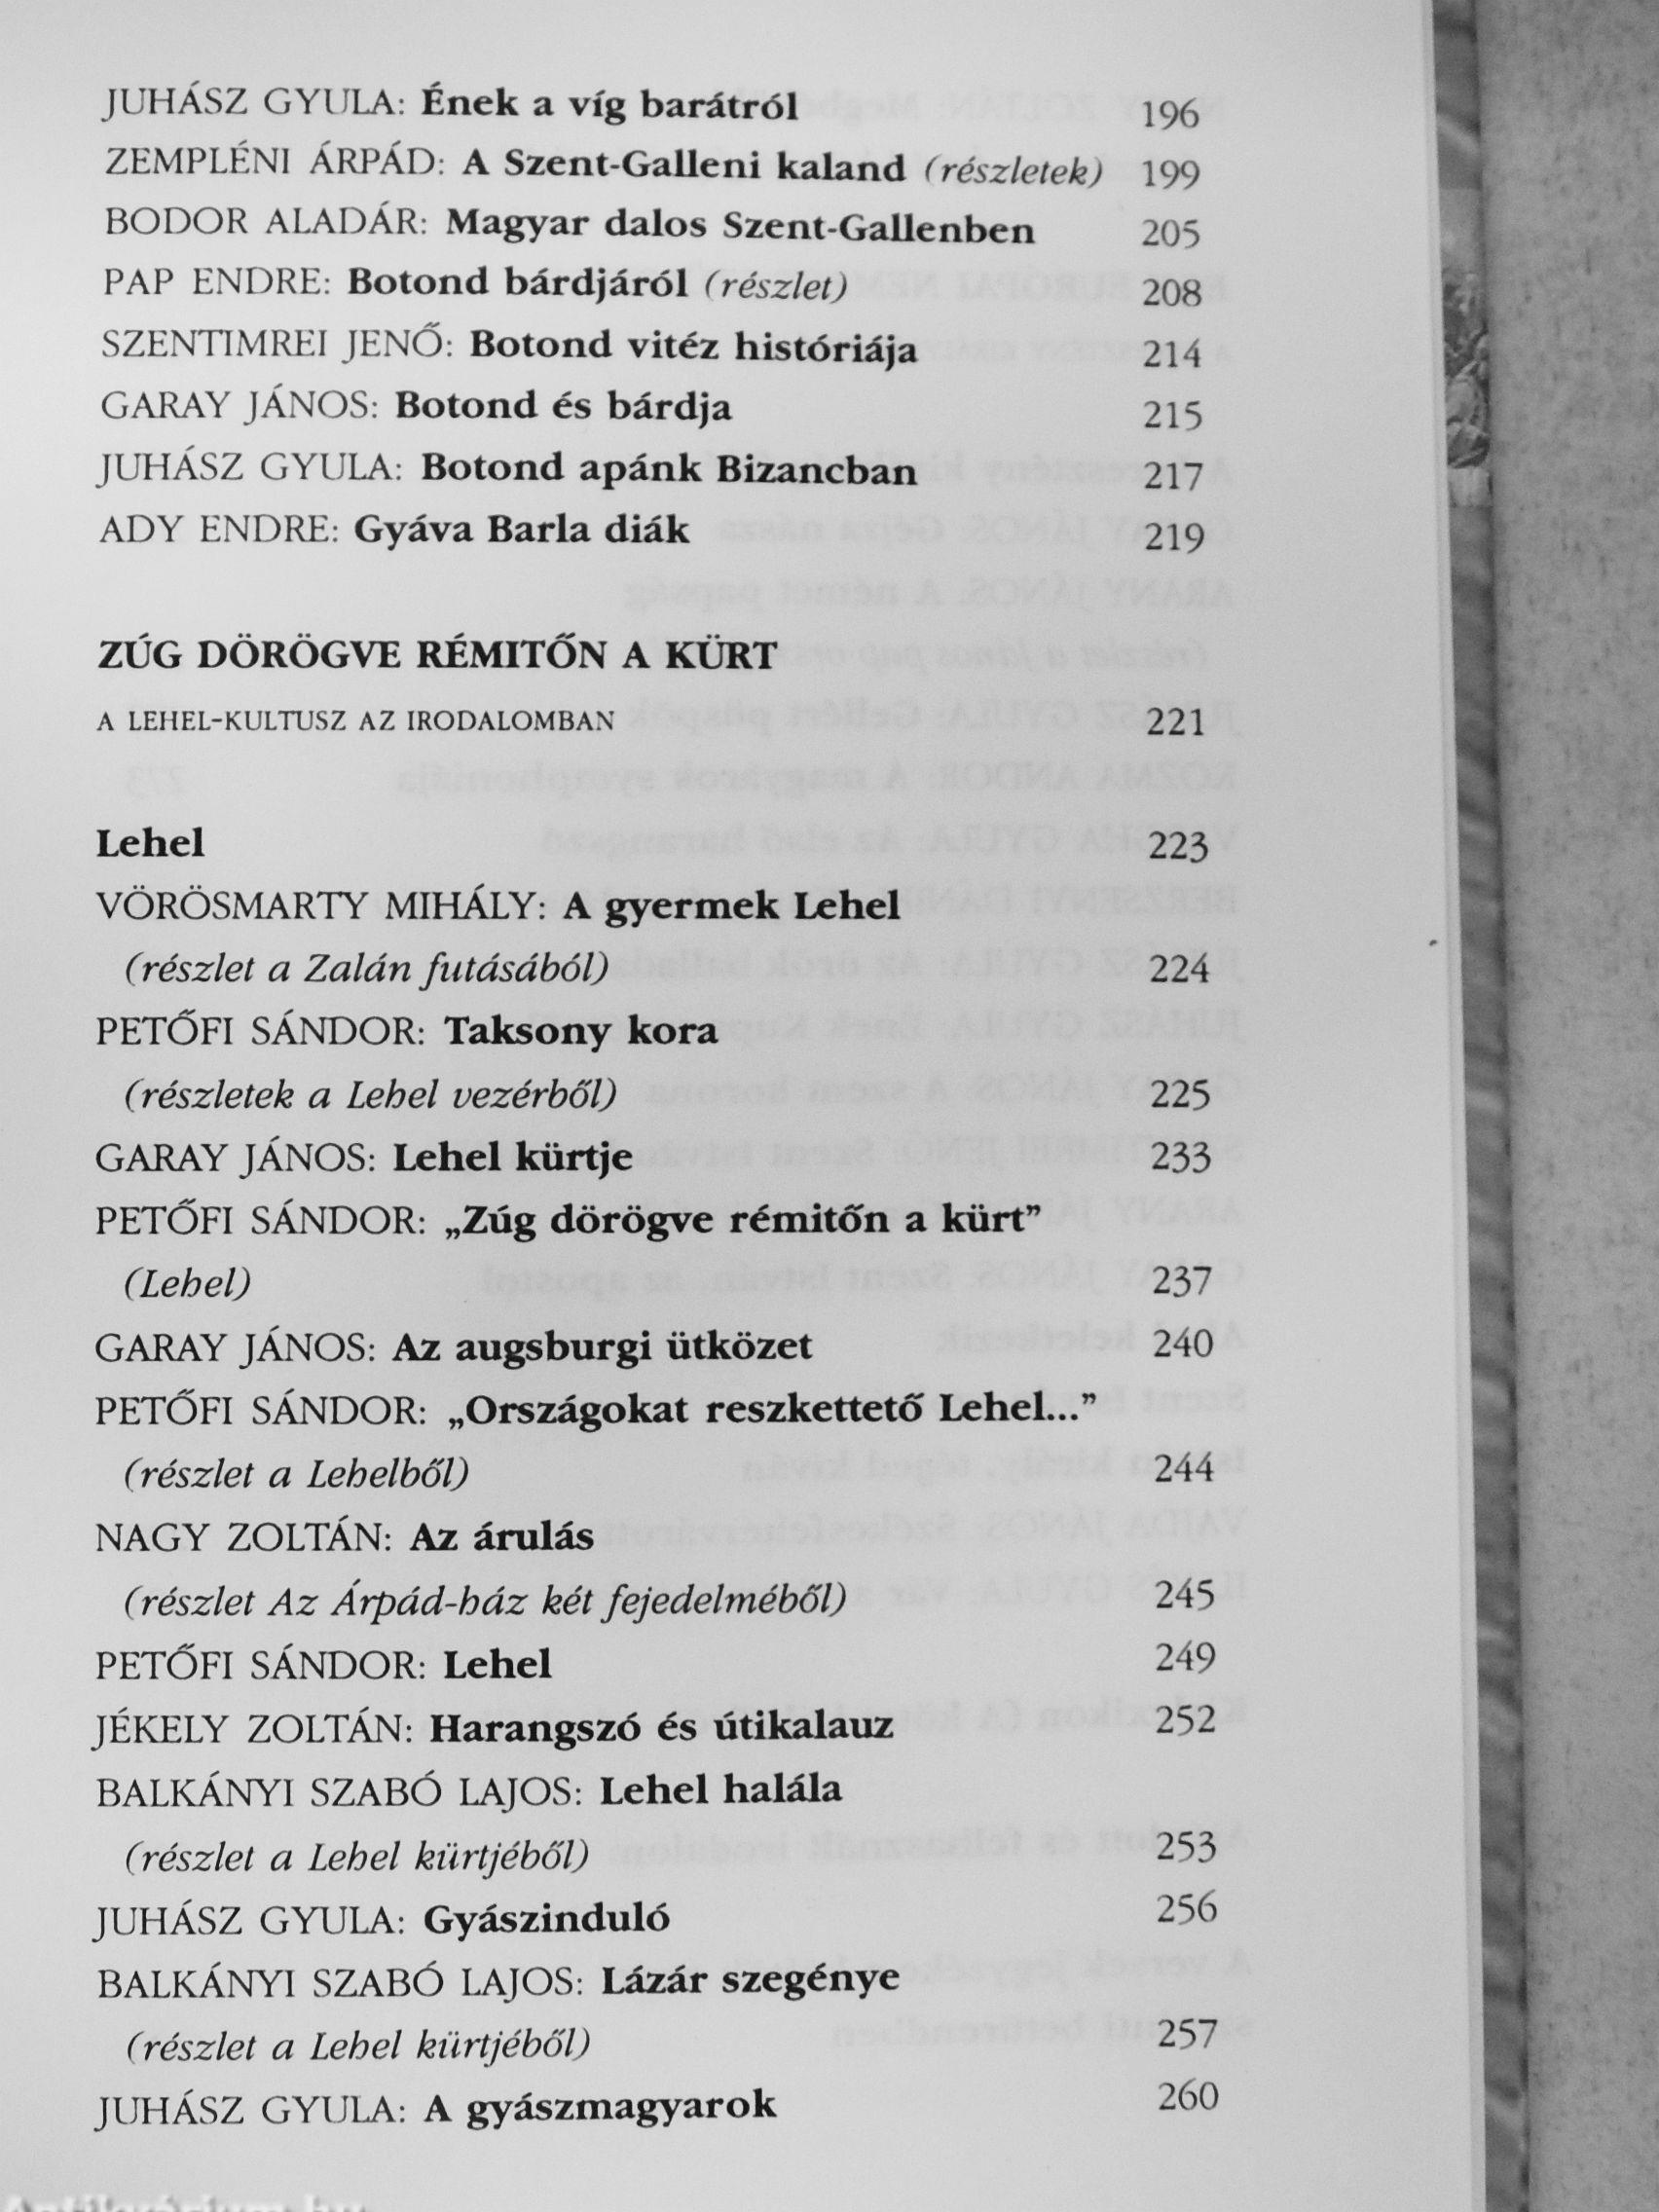 JUHÁSZ GYULA: Ének a víg barátról 196
ZEMPLÉNI ÁRPÁD: A Szent-Galleni kaland (részletek) 199
BODOR ALADÁR: Magyar dalos Szent-Gallenben 205
PAP ENDRE: Botond bárdjáról (részlet) 208
SZENTIMREI JENŐ: Botond vitéz históriája 214
GARAY JÁNOS: Botond és bárdja 215
JUHÁSZ GYULA: Botond apánk Bizancban 217
ADY ENDRE: Gyáva Barla diák 219
ZÚG DÖRÖGVE RÉMITŐN A KÜRT
A LEHEL-KULTUSZ AZ IRODALOMBAN 221
Lehel 223
VÖRÖSMARTY MIHÁLY: A gyermek Lehel
(részlet a Zalán futásából) 224
PETŐFI SÁNDOR: Taksony kora
(részletek a Lehel vezérből) 225
GARAY JÁNOS: Lehel kürtje 233
PETŐFI SÁNDOR: „Zúg dörögve rémitőn a kürt”
(Lehel) 237
GARAY JÁNOS: Az augsburgi ütközet 240
PETŐFI SÁNDOR: „Országokat reszkettető Lehel...”
(részlet a Lehelből) 244
NAGY ZOLTÁN: Az árulás
(részlet Az Árpád-ház két fejedelméből) 245
PETŐFI SÁNDOR: Lehel 249
JÉKELY ZOLTÁN: Harangszó és útikalauz 252
BALKÁNYI SZABÓ LAJOS: Lehel halála
(részlet a Lehel kürtjéből) 253
JUHÁSZ GYULA: Gyászinduló 256
BALKÁNYI SZABÓ LAJOS: Lázár szegénye
(részlet a Lehel kürtjéből) 257
JUHÁSZ GYULA: A gyászmagyarok 260